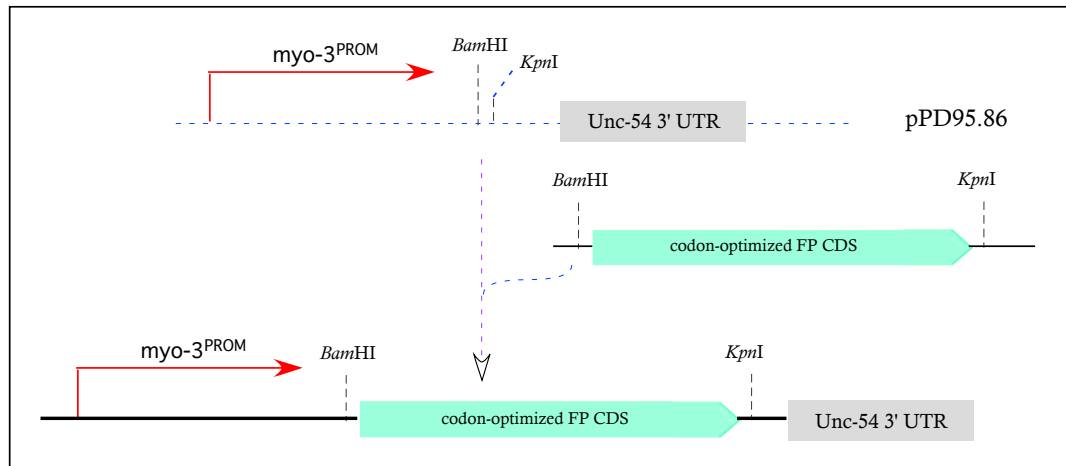 myo-3PROM
BamHI
KpnI
Unc-54 3' UTR
pPD95.86
BamHI
KpnI
codon-optimized FP CDS
myo-3PROM
BamHI
KpnI
codon-optimized FP CDS
Unc-54 3' UTR